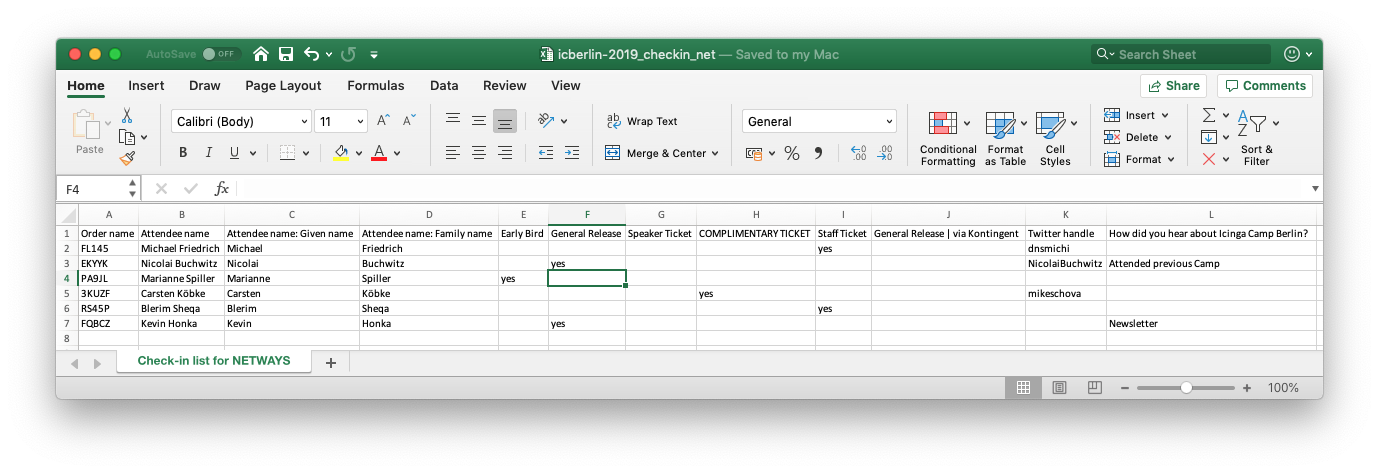 AutoSave OFF icberlin-2019_checkin_net — Saved to my Mac Search Sheet
Home Insert Draw Page Layout Formulas Data Review View Share Comments
Paste Calibri (Body) 11 A A ab Wrap Text General Insert
B I U A Merge & Center % Conditional Formatting Format as Table Cell Styles Delete Format Sort & Filter
F4 fx
A B C D E F G H I J K L
1 Order name Attendee name Attendee name: Given name Attendee name: Family name Early Bird General Release Speaker Ticket COMPLIMENTARY TICKET Staff Ticket General Release | via Kontingent Twitter handle How did you hear about Icinga Camp Berlin?
2 FL145 Michael Friedrich Michael Friedrich yes dnsmichi
3 EKYYK Nicolai Buchwitz Nicolai Buchwitz yes NicolaiBuchwitz Attended previous Camp
4 PA9JL Marianne Spiller Marianne Spiller yes
5 3KUZF Carsten Köbke Carsten Köbke yes mikeschova
6 RS45P Blerim Sheqa Blerim Sheqa yes
7 FQBCZ Kevin Honka Kevin Honka yes Newsletter
8
Check-in list for NETWAYS +
100%